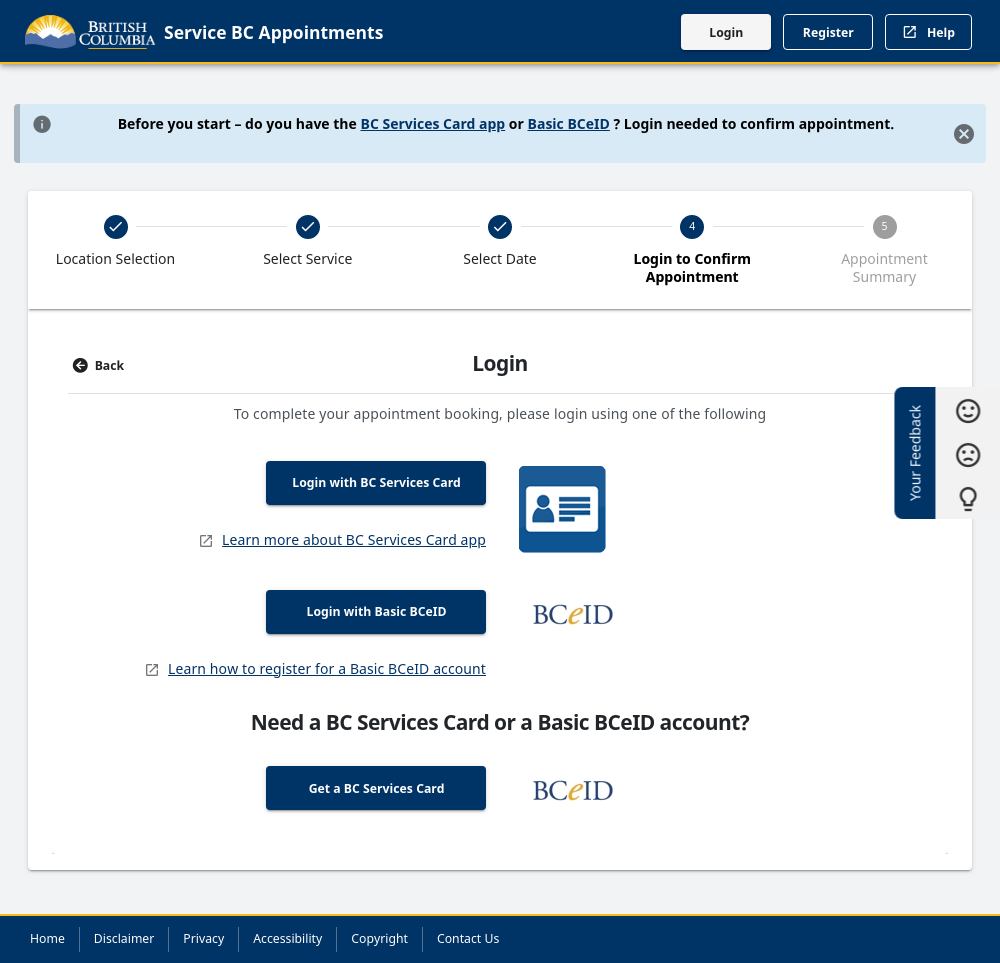 BRITISH
COLUMBIA
Service BC Appointments
Login
Register
Help
Before you start – do you have the BC Services Card app or Basic BCeID ? Login needed to confirm appointment.
Location Selection
Select Service
Select Date
4
Login to Confirm
Appointment
5
Appointment
Summary
Back
Login
To complete your appointment booking, please login using one of the following
Your Feedback
Login with BC Services Card
Learn more about BC Services Card app
Login with Basic BCeID
BCeID
Learn how to register for a Basic BCeID account
Need a BC Services Card or a Basic BCeID account?
Get a BC Services Card
BCeID
Home
Disclaimer
Privacy
Accessibility
Copyright
Contact Us